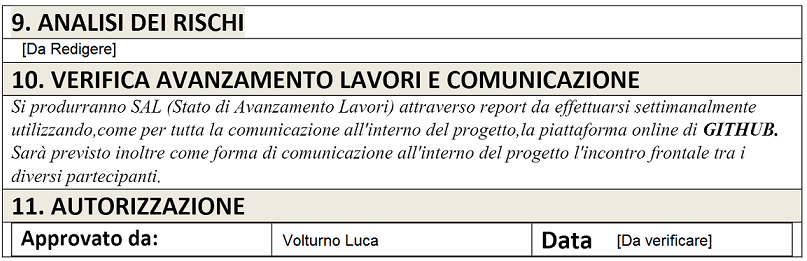 9. ANALISI DEI RISCHI
[Da Redigere]
10. VERIFICA AVANZAMENTO LAVORI E COMUNICAZIONE
Si produrranno SAL (Stato di Avanzamento Lavori) attraverso report da effettuarsi settimanalmente
utilizzando,come per tutta la comunicazione all'interno del progetto,la piattaforma online di GITHUB.
Sarà previsto inoltre come forma di comunicazione all'interno del progetto l'incontro frontale tra i
diversi partecipanti.
11. AUTORIZZAZIONE
Approvato da: Volturno Luca Data [Da verificare]